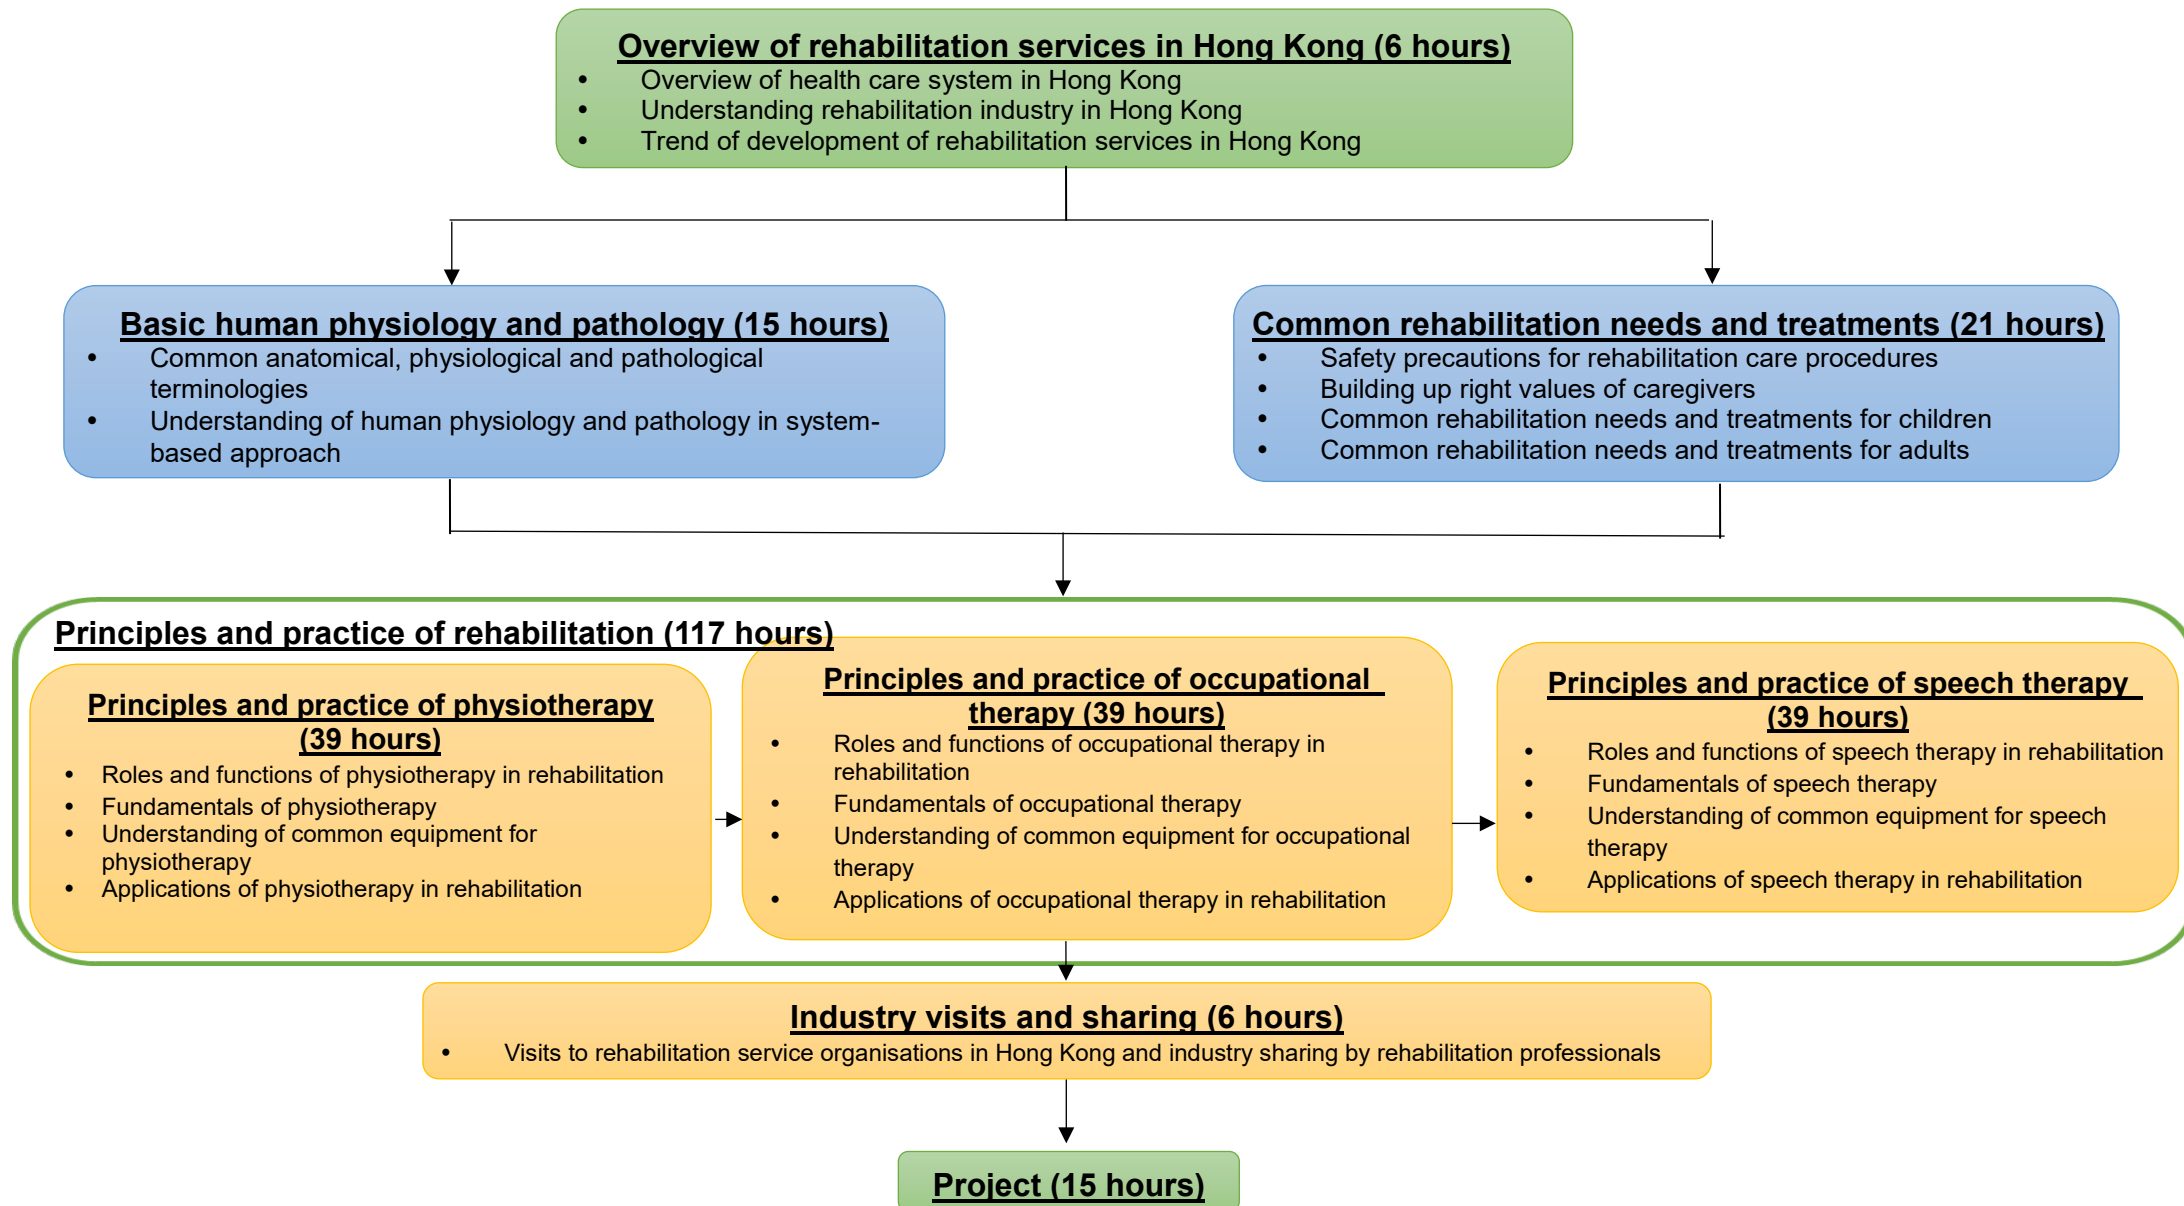 Overview of rehabilitation services in Hong Kong (6 hours)
• Overview of health care system in Hong Kong
• Understanding rehabilitation industry in Hong Kong
• Trend of development of rehabilitation services in Hong Kong
Basic human physiology and pathology (15 hours)
• Common anatomical, physiological and pathological
terminologies
• Understanding of human physiology and pathology in system-
based approach
Common rehabilitation needs and treatments (21 hours)
• Safety precautions for rehabilitation care procedures
• Building up right values of caregivers
• Common rehabilitation needs and treatments for children
• Common rehabilitation needs and treatments for adults
Principles and practice of rehabilitation (117 hours)
Principles and practice of physiotherapy
(39 hours)
• Roles and functions of physiotherapy in rehabilitation
• Fundamentals of physiotherapy
• Understanding of common equipment for
physiotherapy
• Applications of physiotherapy in rehabilitation
Principles and practice of occupational
therapy (39 hours)
• Roles and functions of occupational therapy in
rehabilitation
• Fundamentals of occupational therapy
• Understanding of common equipment for occupational
therapy
• Applications of occupational therapy in rehabilitation
Principles and practice of speech therapy
(39 hours)
• Roles and functions of speech therapy in rehabilitation
• Fundamentals of speech therapy
• Understanding of common equipment for speech
therapy
• Applications of speech therapy in rehabilitation
Industry visits and sharing (6 hours)
• Visits to rehabilitation service organisations in Hong Kong and industry sharing by rehabilitation professionals
Project (15 hours)